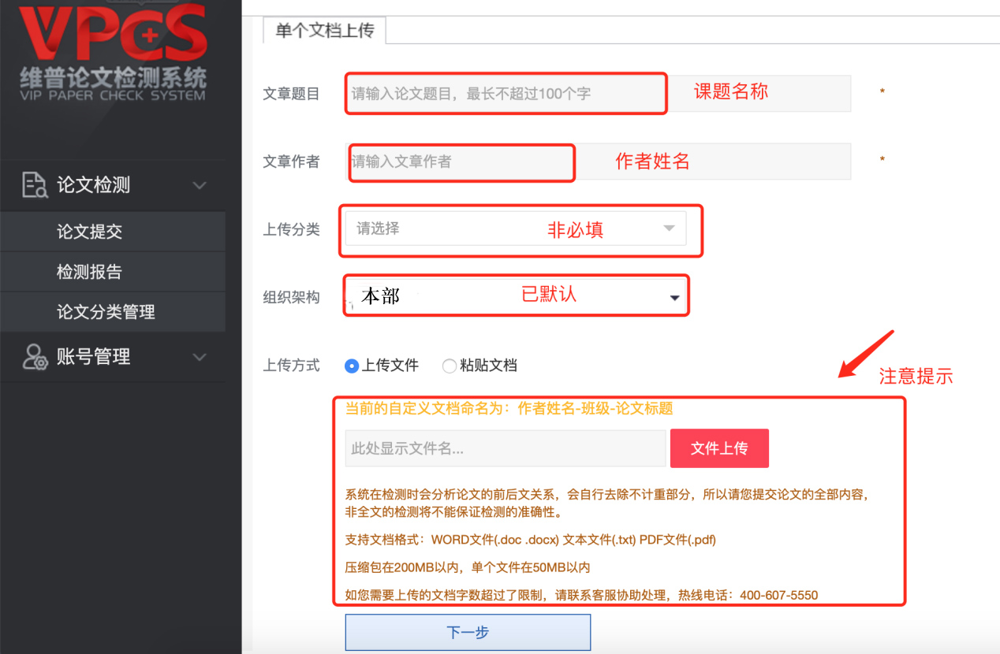 VPCS
维普论文检测系统
VIP PAPER CHECK SYSTEM
论文检测
论文提交
检测报告
论文分类管理
账号管理
单个文档上传
文章题目 请输入论文题目，最长不超过100个字 课题名称 *
文章作者 请输入文章作者 作者姓名 *
上传分类 请选择 非必填
组织架构 本部 已默认
上传方式 上传文件 粘贴文档
注意提示
当前的自定义文档命名为：作者姓名-班级-论文标题
此处显示文件名... 文件上传
系统在检测时会分析论文的前后文关系，会自行去除不计重部分，所以请您提交论文的全部内容，
非全文的检测将不能保证检测的准确性。
支持文档格式：WORD文件(.doc .docx) 文本文件(.txt) PDF文件(.pdf)
压缩包在200MB以内，单个文件在50MB以内
如您需要上传的文档字数超过了限制，请联系客服协助处理，热线电话：400-607-5550
下一步